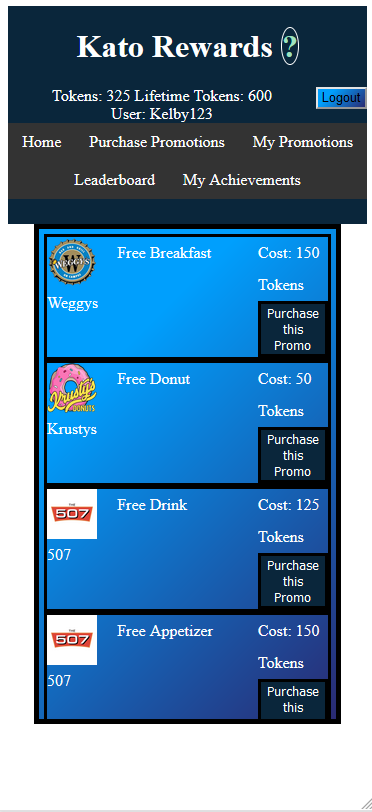 Kato Rewards ?
Tokens: 325 Lifetime Tokens: 600
User: Kelby123
Logout
Home Purchase Promotions My Promotions
Leaderboard My Achievements
WEGGYS
Weggys
Free Breakfast
Cost: 150
Tokens
Purchase
this
Promo
Krusty's
DONUTS
Krustys
Free Donut
Cost: 50
Tokens
Purchase
this
Promo
THE
507
507
Free Drink
Cost: 125
Tokens
Purchase
this
Promo
THE
507
507
Free Appetizer
Cost: 150
Tokens
Purchase
this